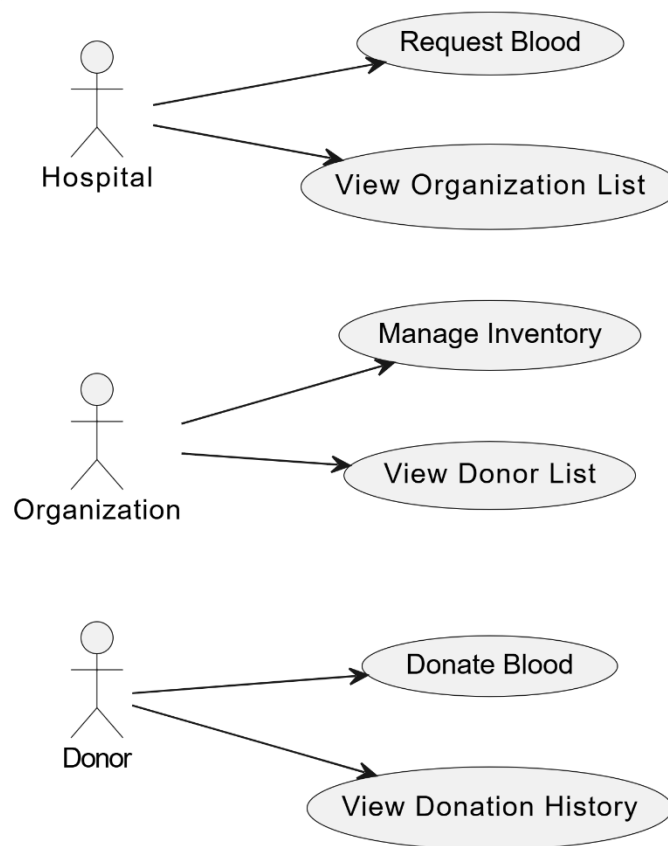 Request Blood
Hospital
View Organization List
Manage Inventory
View Donor List
Organization
Donate Blood
Donor
View Donation History